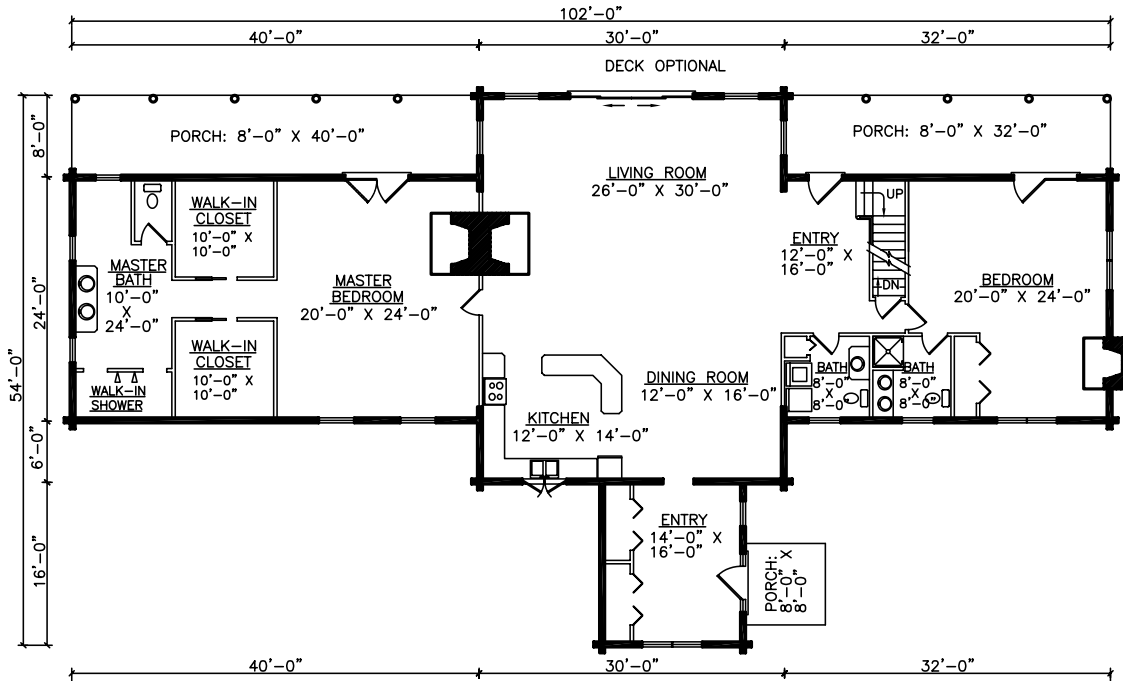 102'-0"
40'-0"
30'-0"
32'-0"
DECK OPTIONAL
8'-0"
24'-0"
54'-0"
6'-0"
16'-0"
PORCH: 8'-0" X 40'-0"
PORCH: 8'-0" X 32'-0"
LIVING ROOM
26'-0" X 30'-0"
WALK-IN
CLOSET
10'-0" X
10'-0"
MASTER
BATH
10'-0"
X
24'-0"
MASTER
BEDROOM
20'-0" X 24'-0"
WALK-IN
CLOSET
10'-0" X
10'-0"
WALK-IN
SHOWER
UP
ENTRY
12'-0" X
16'-0"
DN
BEDROOM
20'-0" X 24'-0"
DINING ROOM
12'-0" X 16'-0"
BATH
8'-0"
X
8'-0"
BATH
8'-0"
X
8'-0"
KITCHEN
12'-0" X 14'-0"
ENTRY
14'-0" X
16'-0"
PORCH:
8'-0" X
8'-0"
40'-0"
30'-0"
32'-0"